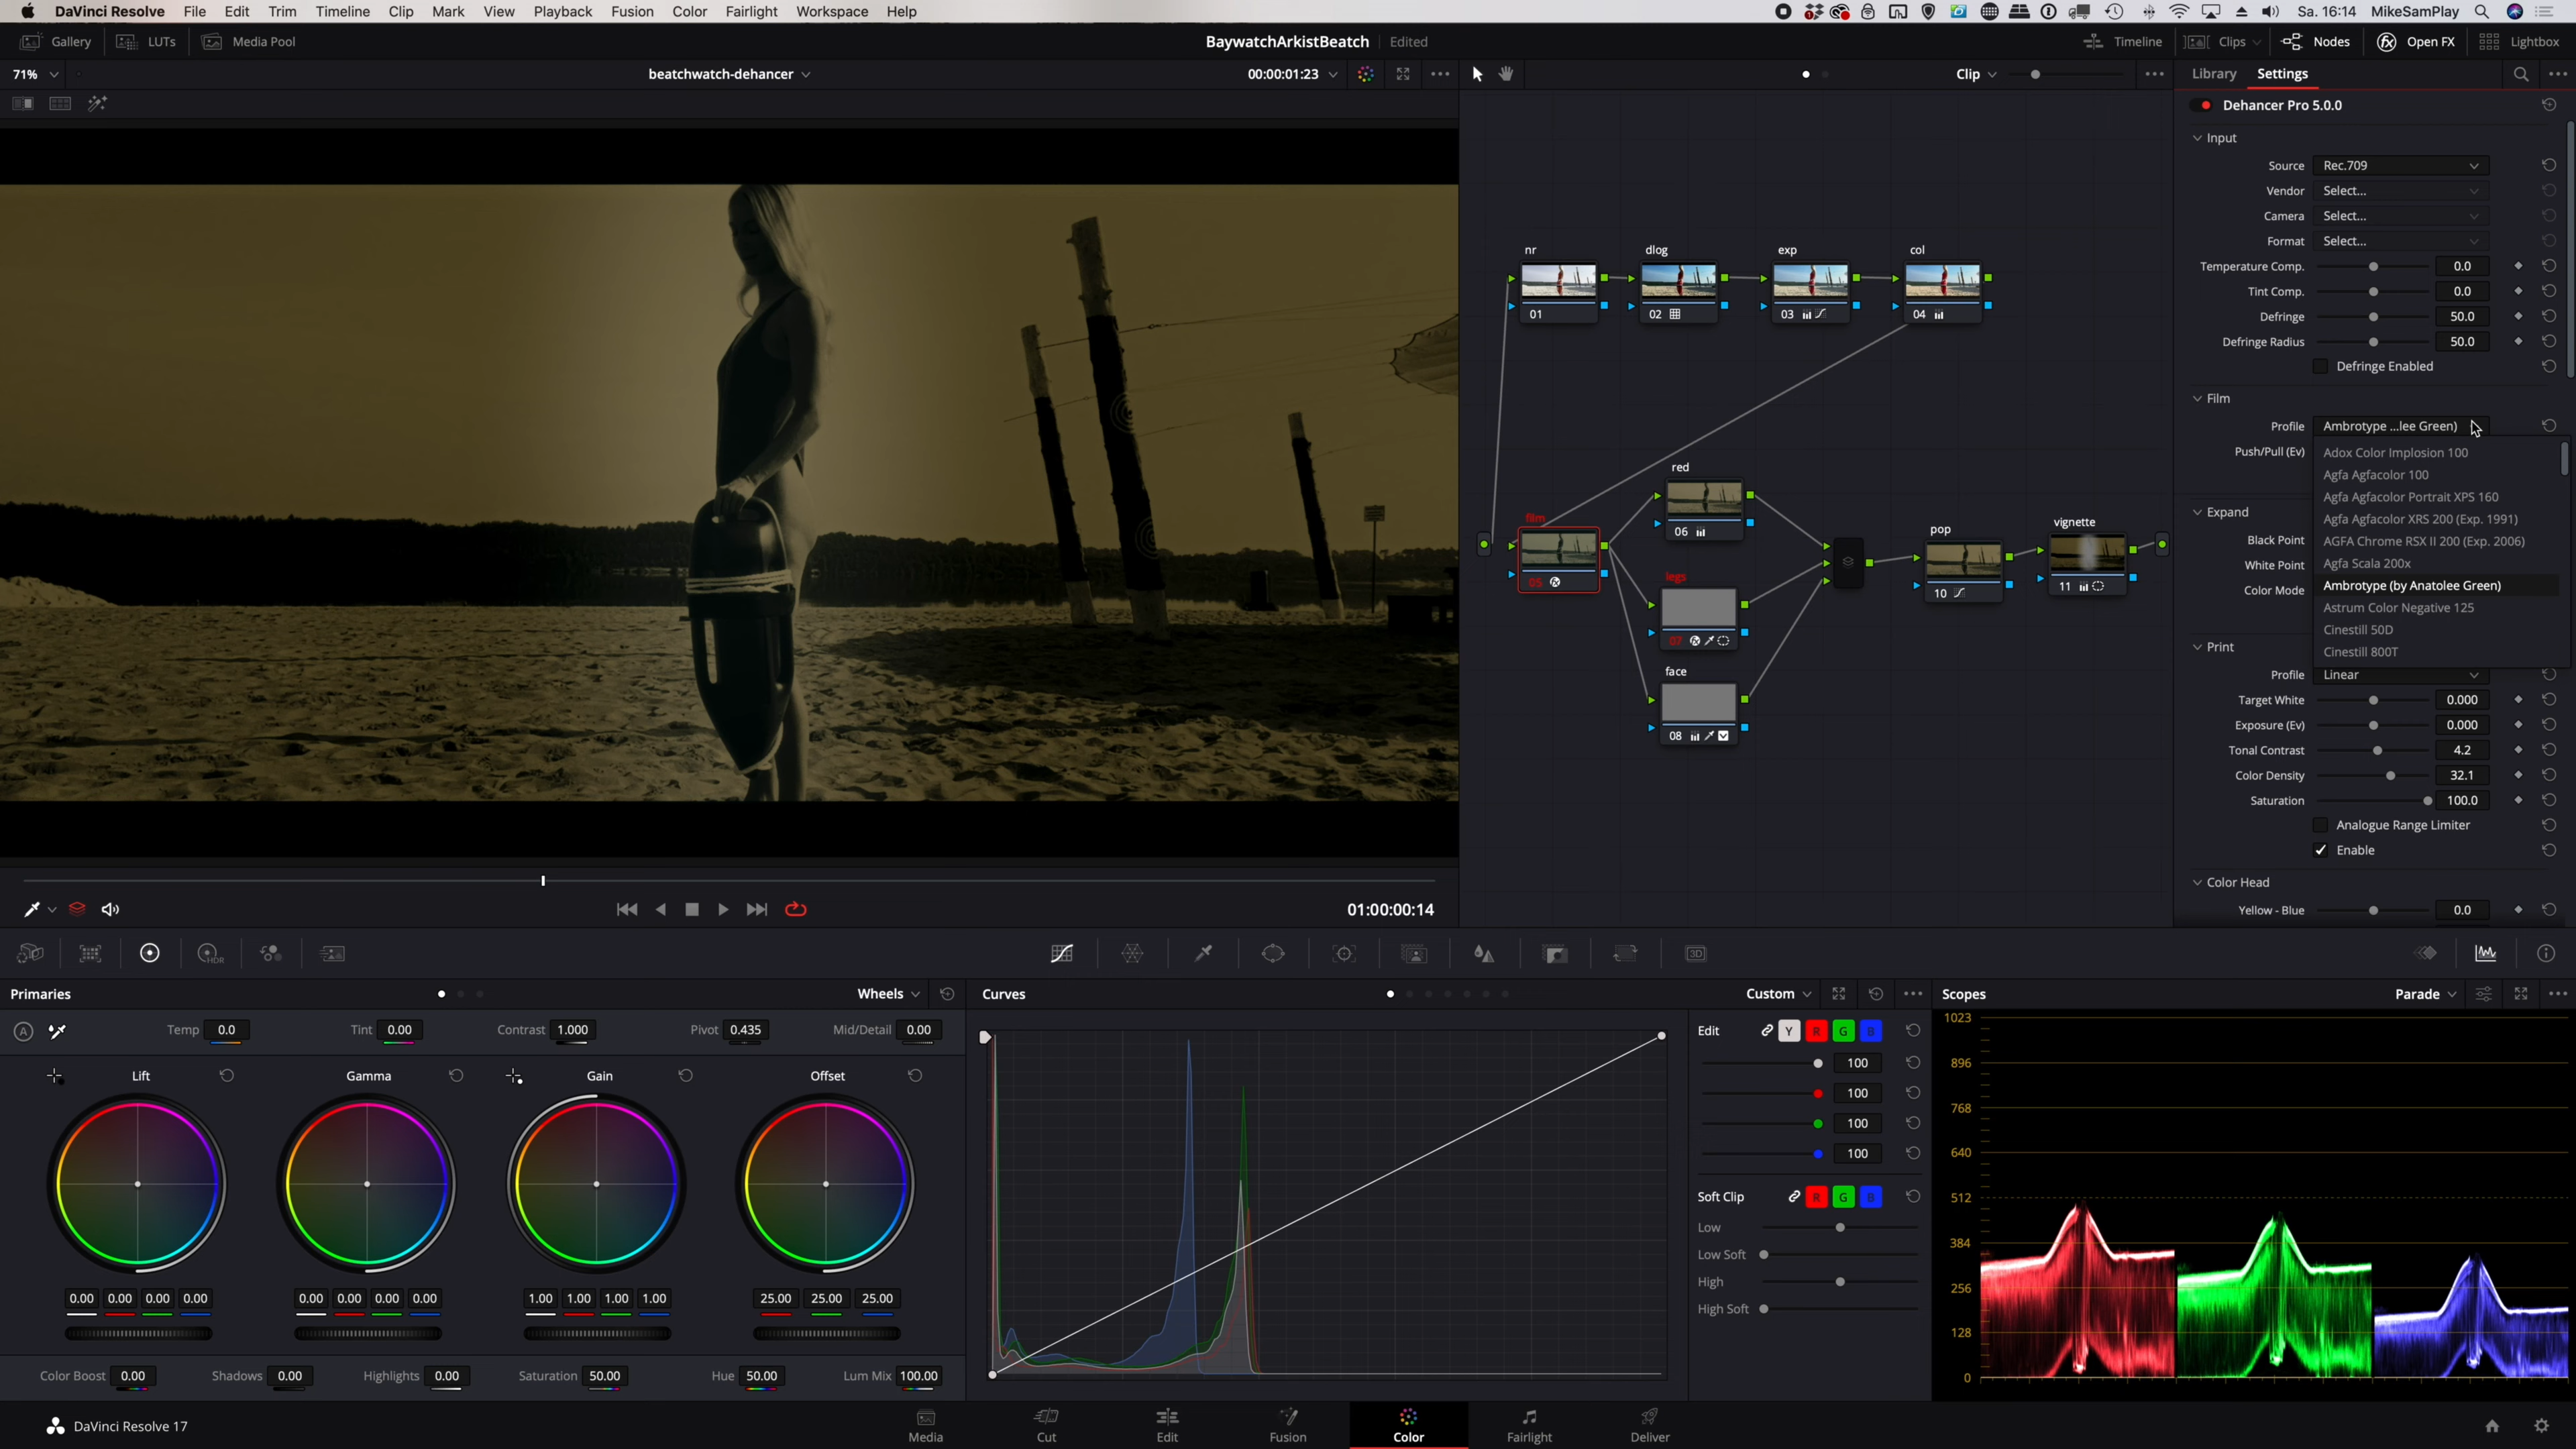 DaVinci Resolve File Edit Trim Timeline Clip Mark View Playback Fusion Color Fairlight Workspace Help Sa. 16:14 MikeSamPlay
Gallery LUTs Media Pool BaywatchArkistBeatch Edited Timeline Clips Nodes Open FX Lightbox
71% beatchwatch-dehancer 00:00:01:23 Clip Library Settings
Dehancer Pro 5.0.0
Input
Source Rec.709
Vendor Select...
Camera Select...
Format Select...
Temperature Comp. 0.0
Tint Comp. 0.0
Defringe 50.0
Defringe Radius 50.0
Defringe Enabled
Film
Profile Ambrotype ...lee Green)
Push/Pull (Ev)
Adox Color Implosion 100
Agfa Agfacolor 100
Agfa Agfacolor Portrait XPS 160
Agfa Agfacolor XRS 200 (Exp. 1991)
AGFA Chrome RSX II 200 (Exp. 2006)
Agfa Scala 200x
Ambrotype (by Anatolee Green)
Astrum Color Negative 125
Cinestill 50D
Cinestill 800T
Expand
Black Point
White Point
Color Mode
Print
Profile Linear
Target White 0.000
Exposure (Ev) 0.000
Tonal Contrast 4.2
Color Density 32.1
Saturation 100.0
Analogue Range Limiter
Enable
Color Head
Yellow - Blue 0.0
nr dlog exp col
01 02 03 04
red
06
film
05
legs
07
face
08
pop
10
vignette
11
01:00:00:14
HDR
3D
Primaries Wheels
A Temp 0.0 Tint 0.00 Contrast 1.000 Pivot 0.435 Mid/Detail 0.00
Lift Gamma Gain Offset
0.00 0.00 0.00 0.00 0.00 0.00 0.00 0.00 1.00 1.00 1.00 1.00 25.00 25.00 25.00
Color Boost 0.00 Shadows 0.00 Highlights 0.00 Saturation 50.00 Hue 50.00 Lum Mix 100.00
Curves Custom
Edit Y R G B
100
100
100
100
Soft Clip R G B
Low
Low Soft
High
High Soft
Scopes Parade
1023
896
768
640
512
384
256
128
0
DaVinci Resolve 17 Media Cut Edit Fusion Color Fairlight Deliver